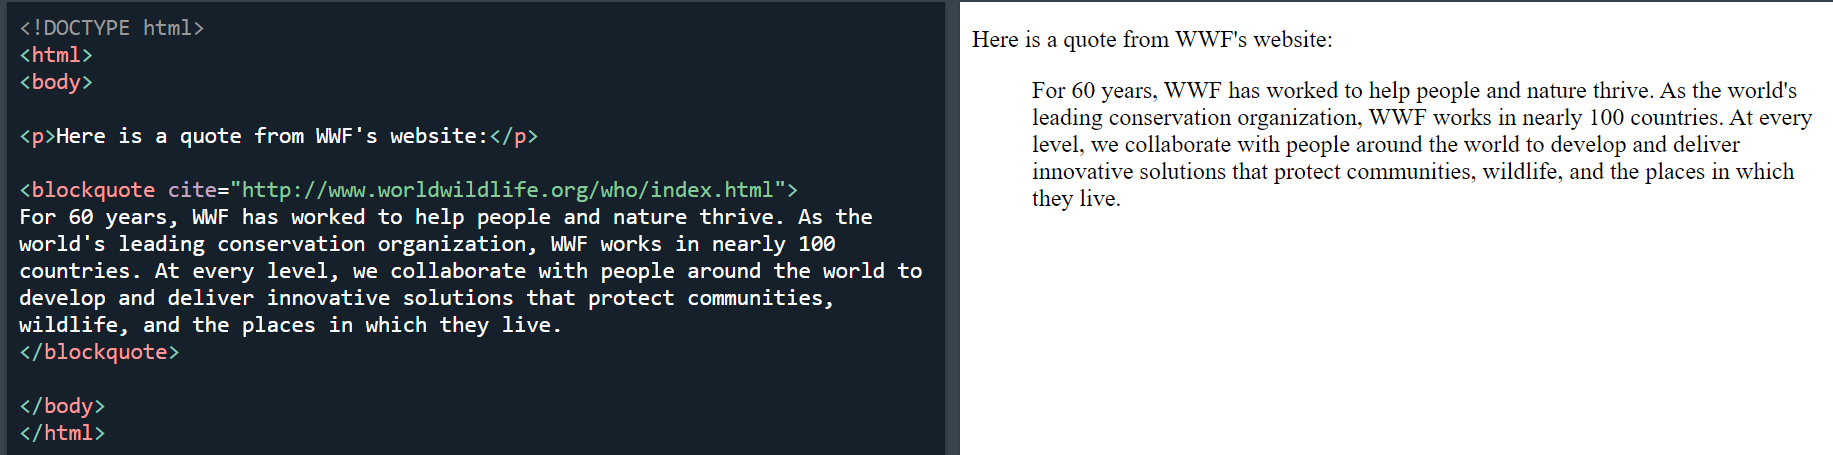 <!DOCTYPE html>
<html>
<body>
<p>Here is a quote from WWF's website:</p>
<blockquote cite="http://www.worldwildlife.org/who/index.html">
For 60 years, WWF has worked to help people and nature thrive. As the
world's leading conservation organization, WWF works in nearly 100
countries. At every level, we collaborate with people around the world to
develop and deliver innovative solutions that protect communities,
wildlife, and the places in which they live.
</blockquote>
</body>
</html>
Here is a quote from WWF's website:
For 60 years, WWF has worked to help people and nature thrive. As the world's
leading conservation organization, WWF works in nearly 100 countries. At every
level, we collaborate with people around the world to develop and deliver
innovative solutions that protect communities, wildlife, and the places in which
they live.